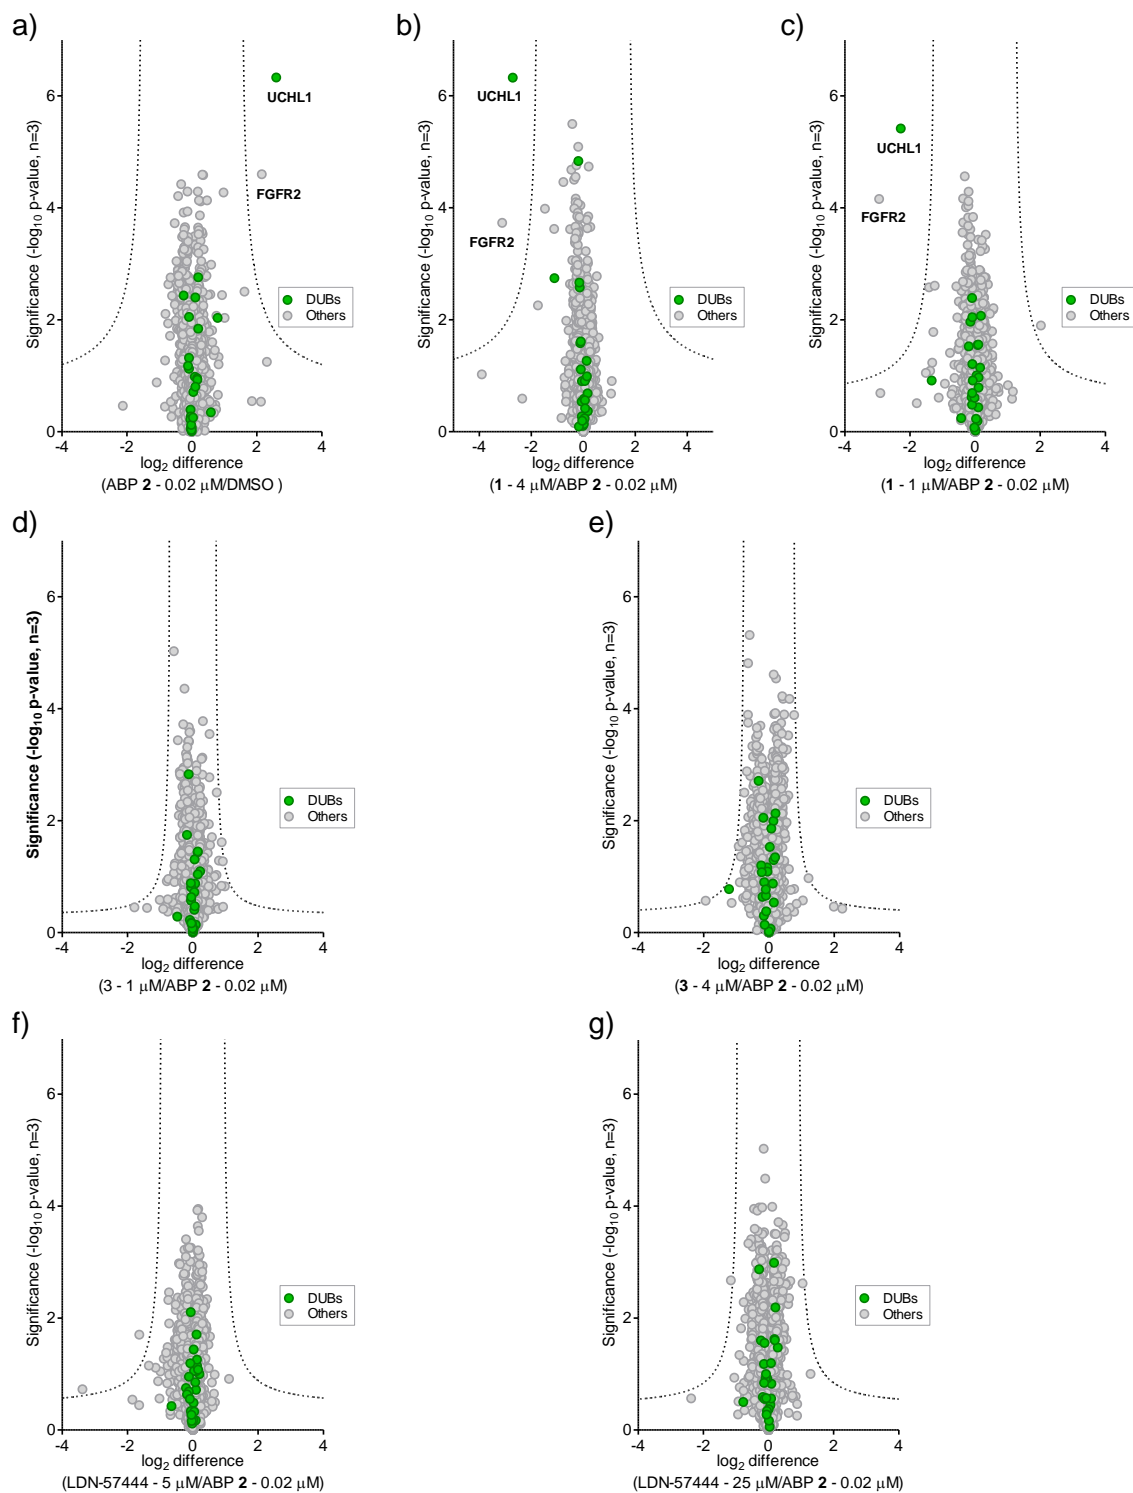 a)
Significance (-log10 p-value, n=3)
6
4
2
0
UCHL1
FGFR2
DUBs
Others
-4 -2 0 2 4
log2 difference
(ABP 2 - 0.02 µM/DMSO )
b)
Significance (-log10 p-value, n=3)
6
4
2
0
UCHL1
FGFR2
DUBs
Others
-4 -2 0 2 4
log2 difference
(1 - 4 µM/ABP 2 - 0.02 µM)
c)
Significance (-log10 p-value, n=3)
6
4
2
0
UCHL1
FGFR2
DUBs
Others
-4 -2 0 2 4
log2 difference
(1 - 1 µM/ABP 2 - 0.02 µM)
d)
Significance (-log10 p-value, n=3)
6
4
2
0
DUBs
Others
-4 -2 0 2 4
log2 difference
(3 - 1 µM/ABP 2 - 0.02 µM)
e)
Significance (-log10 p-value, n=3)
6
4
2
0
DUBs
Others
-4 -2 0 2 4
log2 difference
(3 - 4 µM/ABP 2 - 0.02 µM)
f)
Significance (-log10 p-value, n=3)
6
4
2
0
DUBs
Others
-4 -2 0 2 4
log2 difference
(LDN-57444 - 5 µM/ABP 2 - 0.02 µM)
g)
Significance (-log10 p-value, n=3)
6
4
2
0
DUBs
Others
-4 -2 0 2 4
log2 difference
(LDN-57444 - 25 µM/ABP 2 - 0.02 µM)